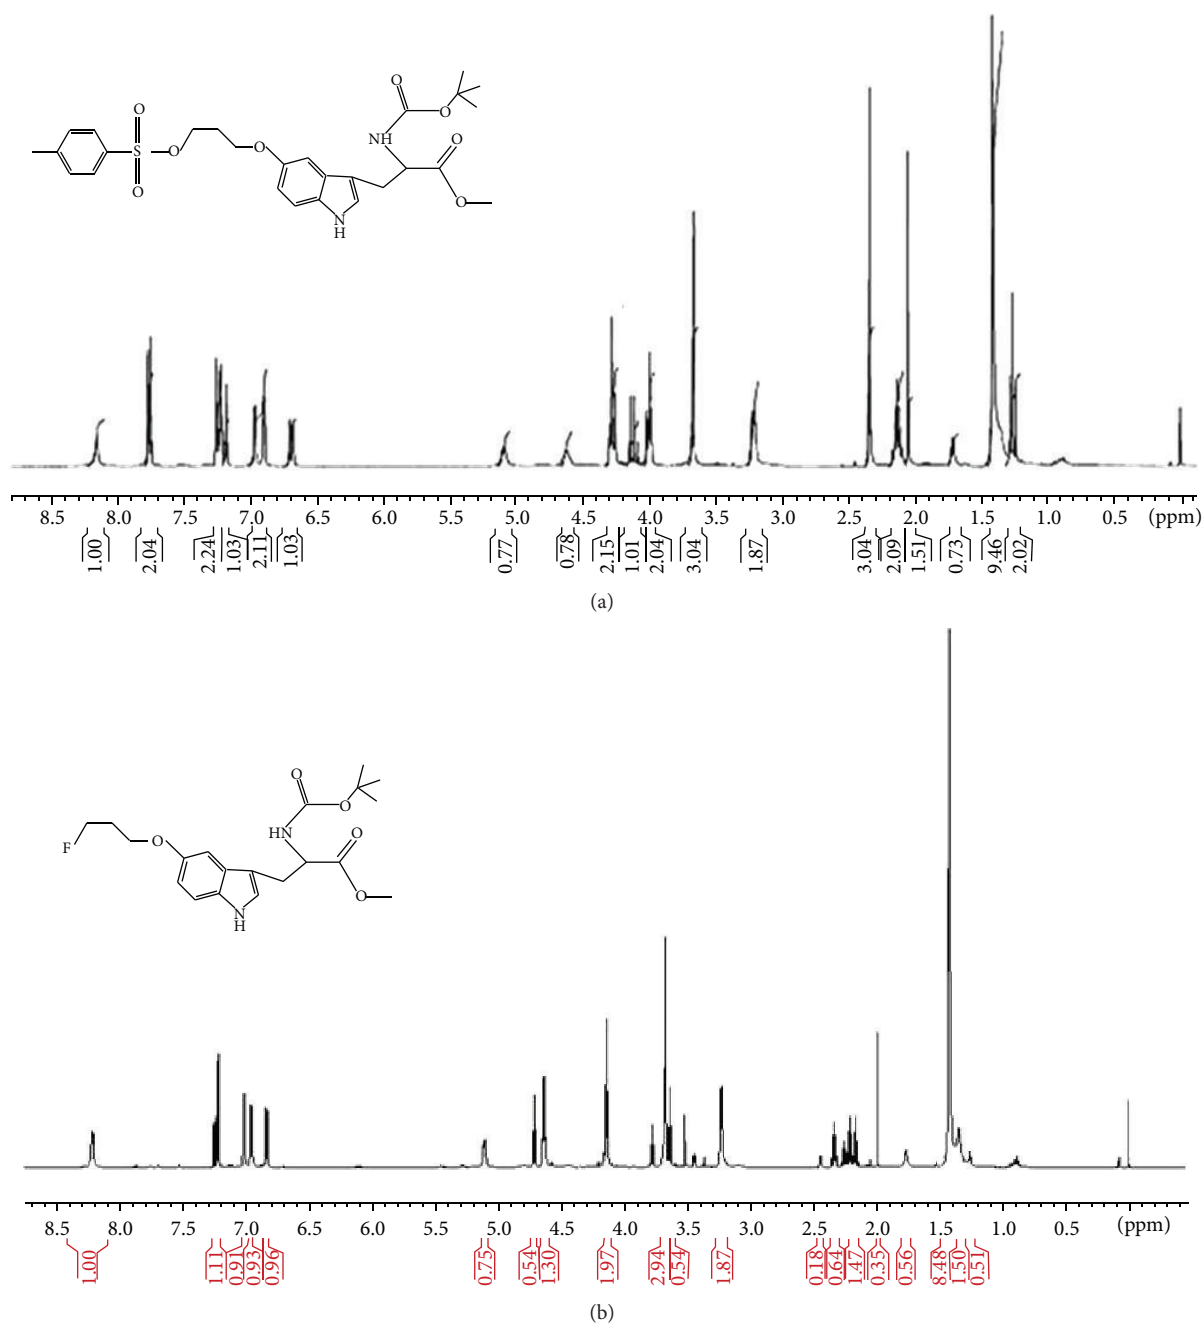 O
O
O
NH
O
O
S
O
O
O
O
N
H
8.5 8.0 7.5 7.0 6.5 6.0 5.5 5.0 4.5 4.0 3.5 3.0 2.5 2.0 1.5 1.0 0.5 (ppm)
1.00 2.04 2.24 1.03 2.11 1.03 0.77 0.78 2.15 1.01 2.04 3.04 1.87 3.04 2.09 1.51 0.73 9.46 2.02
(a)
O
O
HN
O
F
O
O
N
H
8.5 8.0 7.5 7.0 6.5 6.0 5.5 5.0 4.5 4.0 3.5 3.0 2.5 2.0 1.5 1.0 0.5 (ppm)
1.00 1.11 0.91 0.93 0.96 0.75 0.54 1.30 1.97 2.94 0.54 1.87 0.18 0.64 1.47 0.35 0.56 8.48 1.50 0.51
(b)